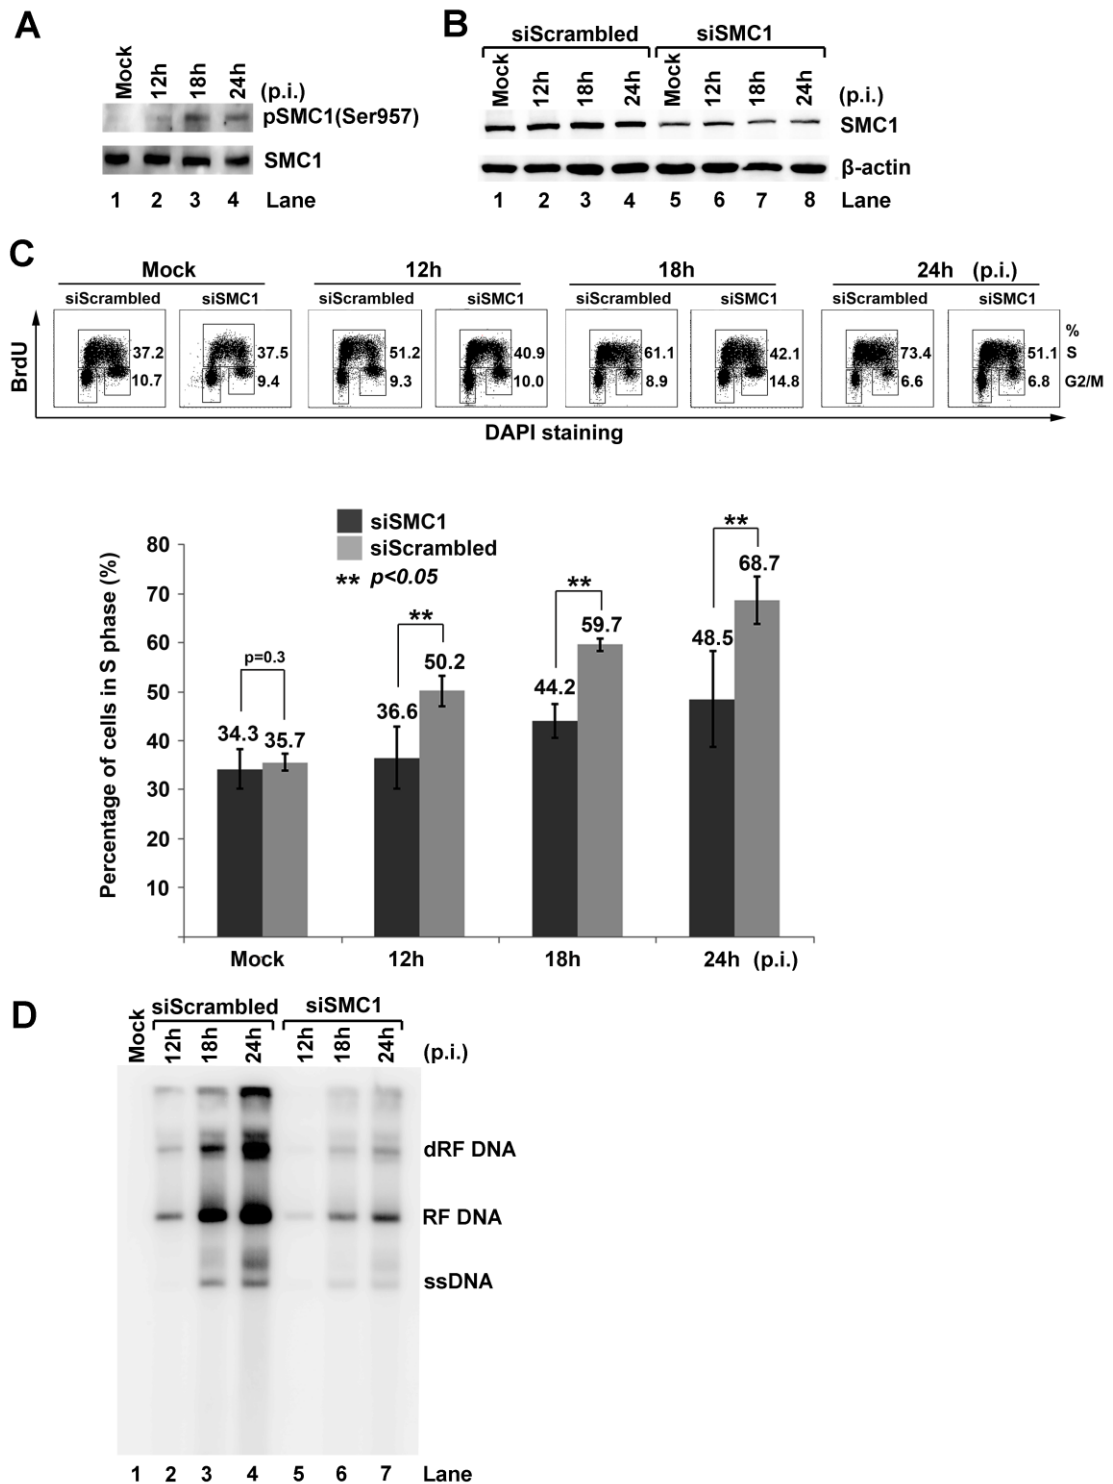 A
Mock 12h 18h 24h (p.i.)
pSMC1(Ser957)
SMC1
1 2 3 4 Lane
B
siScrambled siSMC1
Mock 12h 18h 24h Mock 12h 18h 24h (p.i.)
SMC1
β-actin
1 2 3 4 5 6 7 8 Lane
C
Mock 12h 18h 24h (p.i.)
siScrambled siSMC1 siScrambled siSMC1 siScrambled siSMC1 siScrambled siSMC1
%
37.2 37.5 51.2 40.9 61.1 42.1 73.4 51.1 S
10.7 9.4 9.3 10.0 8.9 14.8 6.6 6.8 G2/M
BrdU
DAPI staining
siSMC1
siScrambled
** p<0.05
Percentage of cells in S phase (%)
80
70
60
50
40
30
20
10
p=0.3
34.3 35.7
**
36.6 50.2
**
44.2 59.7
**
48.5 68.7
Mock 12h 18h 24h (p.i.)
D
siScrambled siSMC1
Mock 12h 18h 24h 12h 18h 24h (p.i.)
dRF DNA
RF DNA
ssDNA
1 2 3 4 5 6 7 Lane